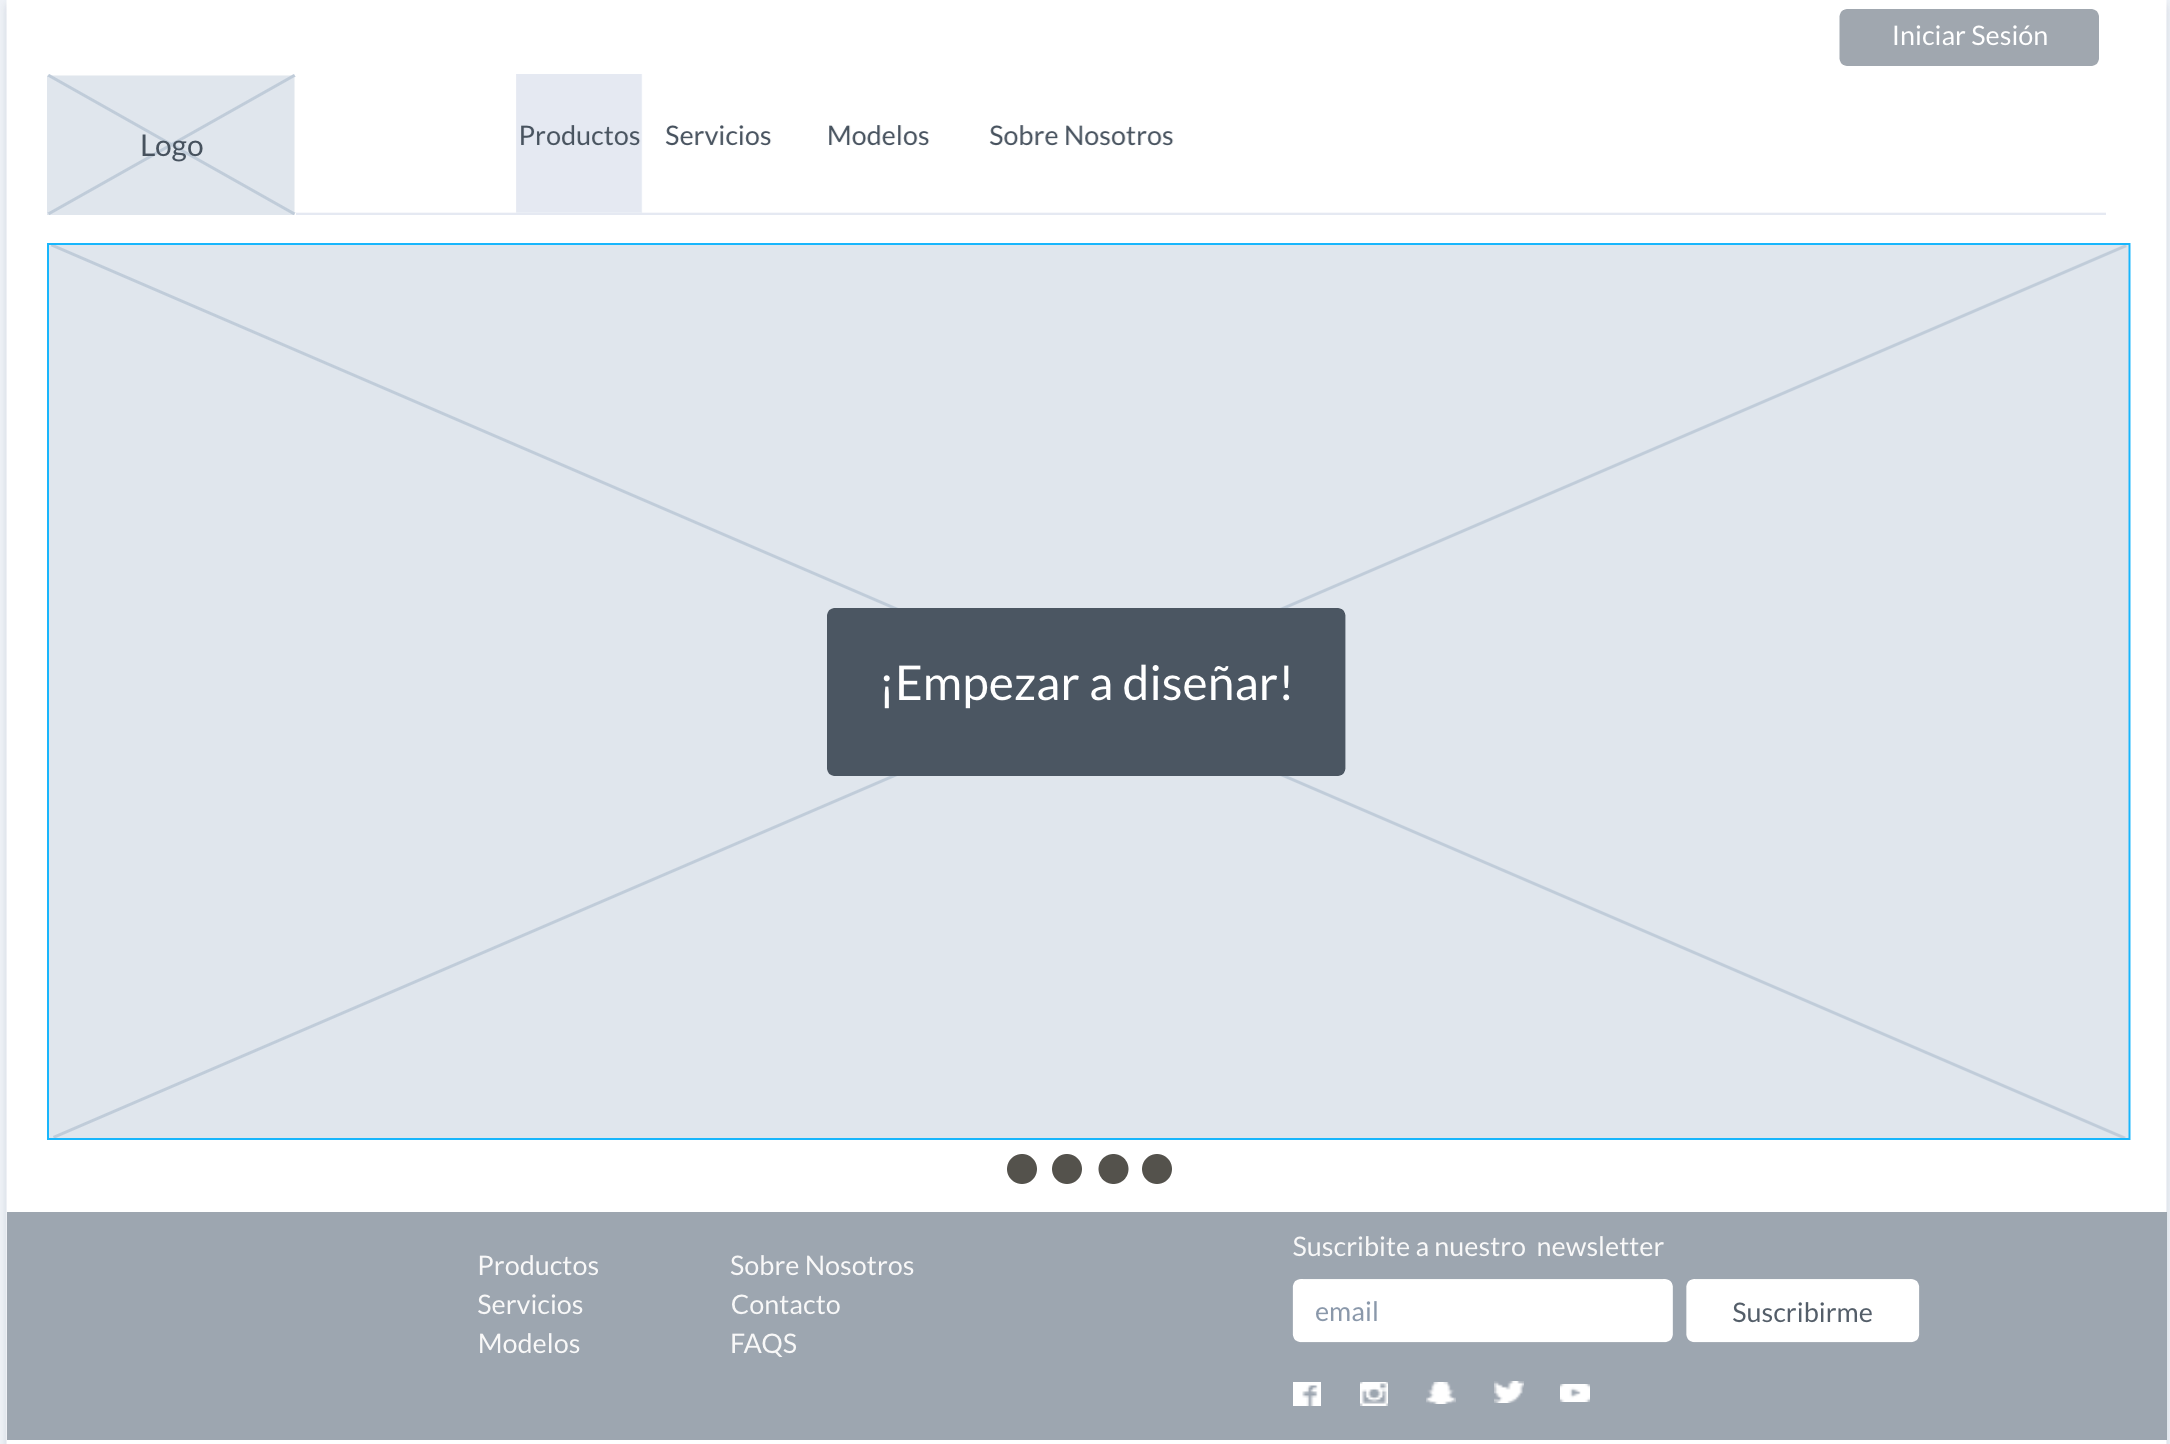 Iniciar Sesión
Logo
Productos Servicios Modelos Sobre Nosotros
¡Empezar a diseñar!
Productos
Servicios
Modelos
Sobre Nosotros
Contacto
FAQS
Suscribite a nuestro newsletter
email
Suscribirme